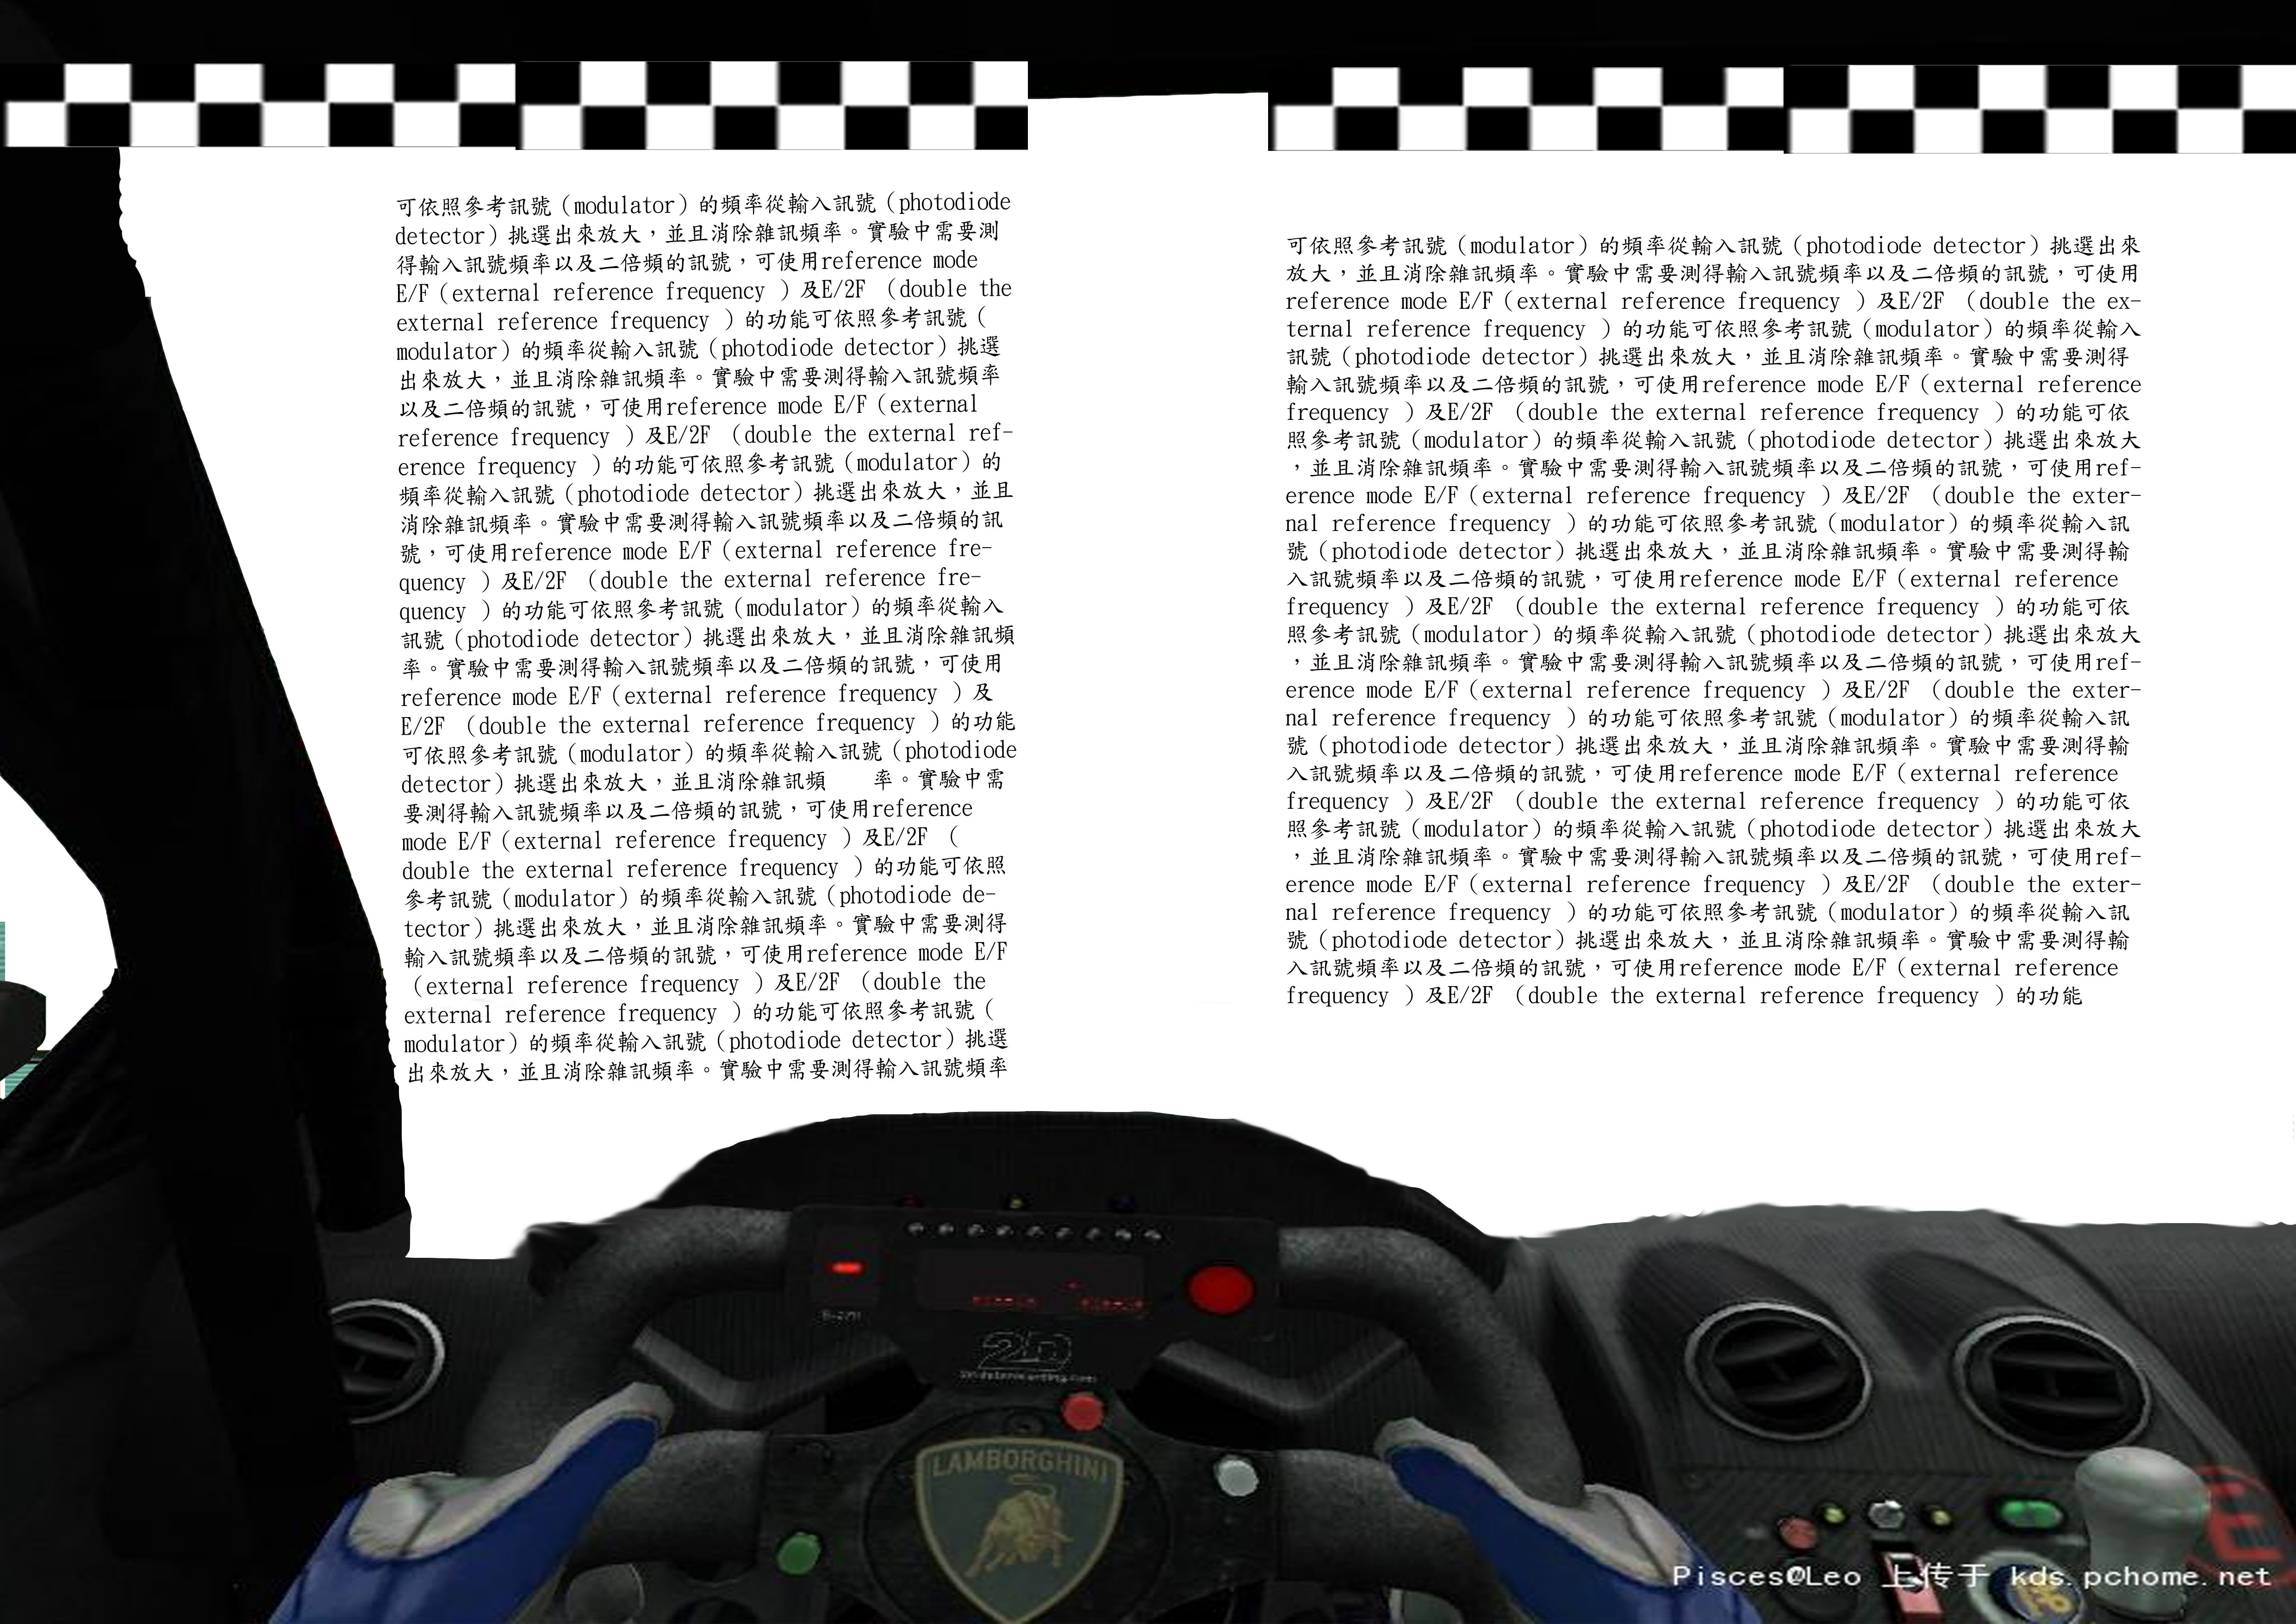 可依照參考訊號（modulator）的頻率從輸入訊號（photodiode
detector）挑選出來放大，並且消除雜訊頻率。實驗中需要測
得輸入訊號頻率以及二倍頻的訊號，可使用reference mode
E/F（external reference frequency ）及E/2F （double the
external reference frequency ）的功能可依照參考訊號（
modulator）的頻率從輸入訊號（photodiode detector）挑選
出來放大，並且消除雜訊頻率。實驗中需要測得輸入訊號頻率
以及二倍頻的訊號，可使用reference mode E/F（external
reference frequency ）及E/2F （double the external ref-
erence frequency ）的功能可依照參考訊號（modulator）的
頻率從輸入訊號（photodiode detector）挑選出來放大，並且
消除雜訊頻率。實驗中需要測得輸入訊號頻率以及二倍頻的訊
號，可使用reference mode E/F（external reference fre-
quency ）及E/2F （double the external reference fre-
quency ）的功能可依照參考訊號（modulator）的頻率從輸入
訊號（photodiode detector）挑選出來放大，並且消除雜訊頻
率。實驗中需要測得輸入訊號頻率以及二倍頻的訊號，可使用
reference mode E/F（external reference frequency ）及
E/2F （double the external reference frequency ）的功能
可依照參考訊號（modulator）的頻率從輸入訊號（photodiode
detector）挑選出來放大，並且消除雜訊頻 率。實驗中需
要測得輸入訊號頻率以及二倍頻的訊號，可使用reference
mode E/F（external reference frequency ）及E/2F （
double the external reference frequency ）的功能可依照
參考訊號（modulator）的頻率從輸入訊號（photodiode de-
tector）挑選出來放大，並且消除雜訊頻率。實驗中需要測得
輸入訊號頻率以及二倍頻的訊號，可使用reference mode E/F
（external reference frequency ）及E/2F （double the
external reference frequency ）的功能可依照參考訊號（
modulator）的頻率從輸入訊號（photodiode detector）挑選
出來放大，並且消除雜訊頻率。實驗中需要測得輸入訊號頻率
可依照參考訊號（modulator）的頻率從輸入訊號（photodiode detector）挑選出來
放大，並且消除雜訊頻率。實驗中需要測得輸入訊號頻率以及二倍頻的訊號，可使用
reference mode E/F（external reference frequency ）及E/2F （double the ex-
ternal reference frequency ）的功能可依照參考訊號（modulator）的頻率從輸入
訊號（photodiode detector）挑選出來放大，並且消除雜訊頻率。實驗中需要測得
輸入訊號頻率以及二倍頻的訊號，可使用reference mode E/F（external reference
frequency ）及E/2F （double the external reference frequency ）的功能可依
照參考訊號（modulator）的頻率從輸入訊號（photodiode detector）挑選出來放大
，並且消除雜訊頻率。實驗中需要測得輸入訊號頻率以及二倍頻的訊號，可使用ref-
erence mode E/F（external reference frequency ）及E/2F （double the exter-
nal reference frequency ）的功能可依照參考訊號（modulator）的頻率從輸入訊
號（photodiode detector）挑選出來放大，並且消除雜訊頻率。實驗中需要測得輸
入訊號頻率以及二倍頻的訊號，可使用reference mode E/F（external reference
frequency ）及E/2F （double the external reference frequency ）的功能可依
照參考訊號（modulator）的頻率從輸入訊號（photodiode detector）挑選出來放大
，並且消除雜訊頻率。實驗中需要測得輸入訊號頻率以及二倍頻的訊號，可使用ref-
erence mode E/F（external reference frequency ）及E/2F （double the exter-
nal reference frequency ）的功能可依照參考訊號（modulator）的頻率從輸入訊
號（photodiode detector）挑選出來放大，並且消除雜訊頻率。實驗中需要測得輸
入訊號頻率以及二倍頻的訊號，可使用reference mode E/F（external reference
frequency ）及E/2F （double the external reference frequency ）的功能可依
照參考訊號（modulator）的頻率從輸入訊號（photodiode detector）挑選出來放大
，並且消除雜訊頻率。實驗中需要測得輸入訊號頻率以及二倍頻的訊號，可使用ref-
erence mode E/F（external reference frequency ）及E/2F （double the exter-
nal reference frequency ）的功能可依照參考訊號（modulator）的頻率從輸入訊
號（photodiode detector）挑選出來放大，並且消除雜訊頻率。實驗中需要測得輸
入訊號頻率以及二倍頻的訊號，可使用reference mode E/F（external reference
frequency ）及E/2F （double the external reference frequency ）的功能
2D
LAMBORGHINI
Pisces@Leo 上传于 kds.pchome.net